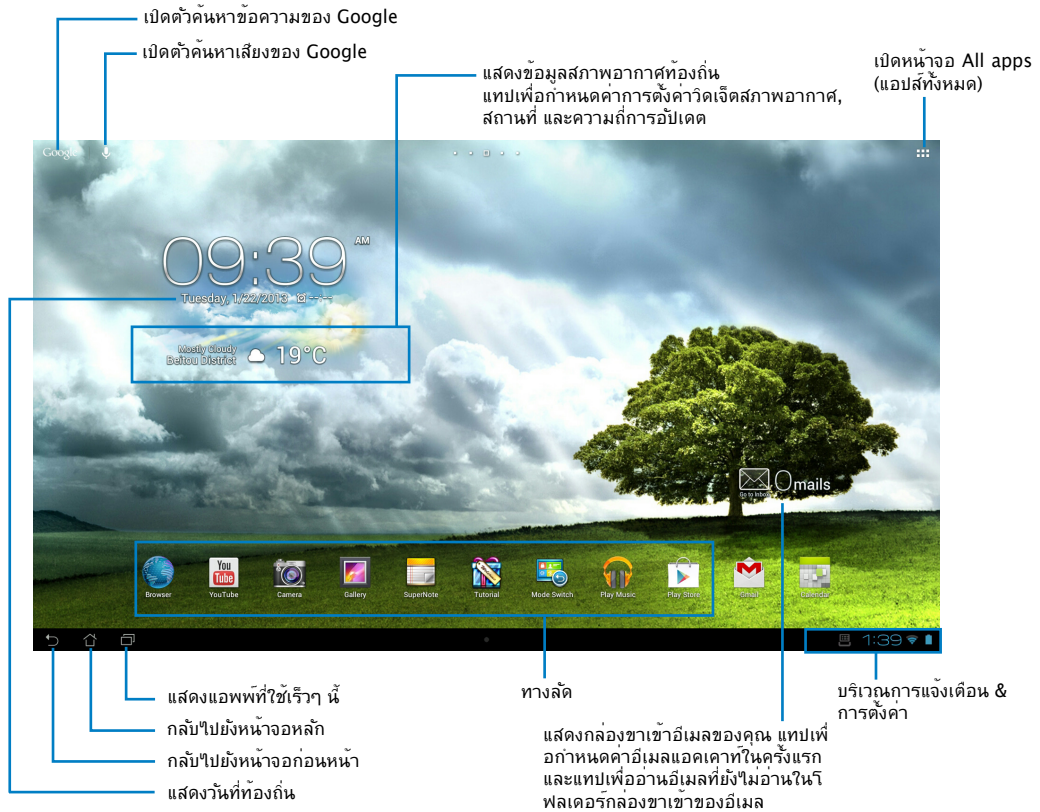 เปิดตัวค้นหาข้อความของ Google
เปิดตัวค้นหาเสียงของ Google
แสดงข้อมูลสภาพอากาศท้องถิ่น
แทปเพื่อกำหนดค่าการตั้งค่าวิดเจ็ตสภาพอากาศ,
สถานที่ และความถี่การอัปเดต
เปิดหน้าจอ All apps
(แอปส์ทั้งหมด)
Google
09:39 AM
Tuesday, 1/22/2013 --:--
Mostly Cloudy
Beitou District
19°C
Go to Inbox
0mails
Browser
You Tube
YouTube
Camera
Gallery
SuperNote
Tutorial
Mode Switch
Play Music
Play Store
Gmail
Calendar
1:39
แสดงแอพพ์ที่ใช้เร็วๆ นี้
กลับไปยังหน้าจอหลัก
กลับไปยังหน้าจอก่อนหน้า
แสดงวันที่ท้องถิ่น
ทางลัด
แสดงกล่องขาเข้าอีเมลของคุณ แทปเพื่
อกำหนดค่าอีเมลแอคเคาท์ในครั้งแรก
และแทปเพื่ออ่านอีเมลที่ยังไม่อ่านในโ
ฟลเดอร์กล่องขาเข้าของอีเมล
บริเวณการแจ้งเตือน &
การตั้งค่า